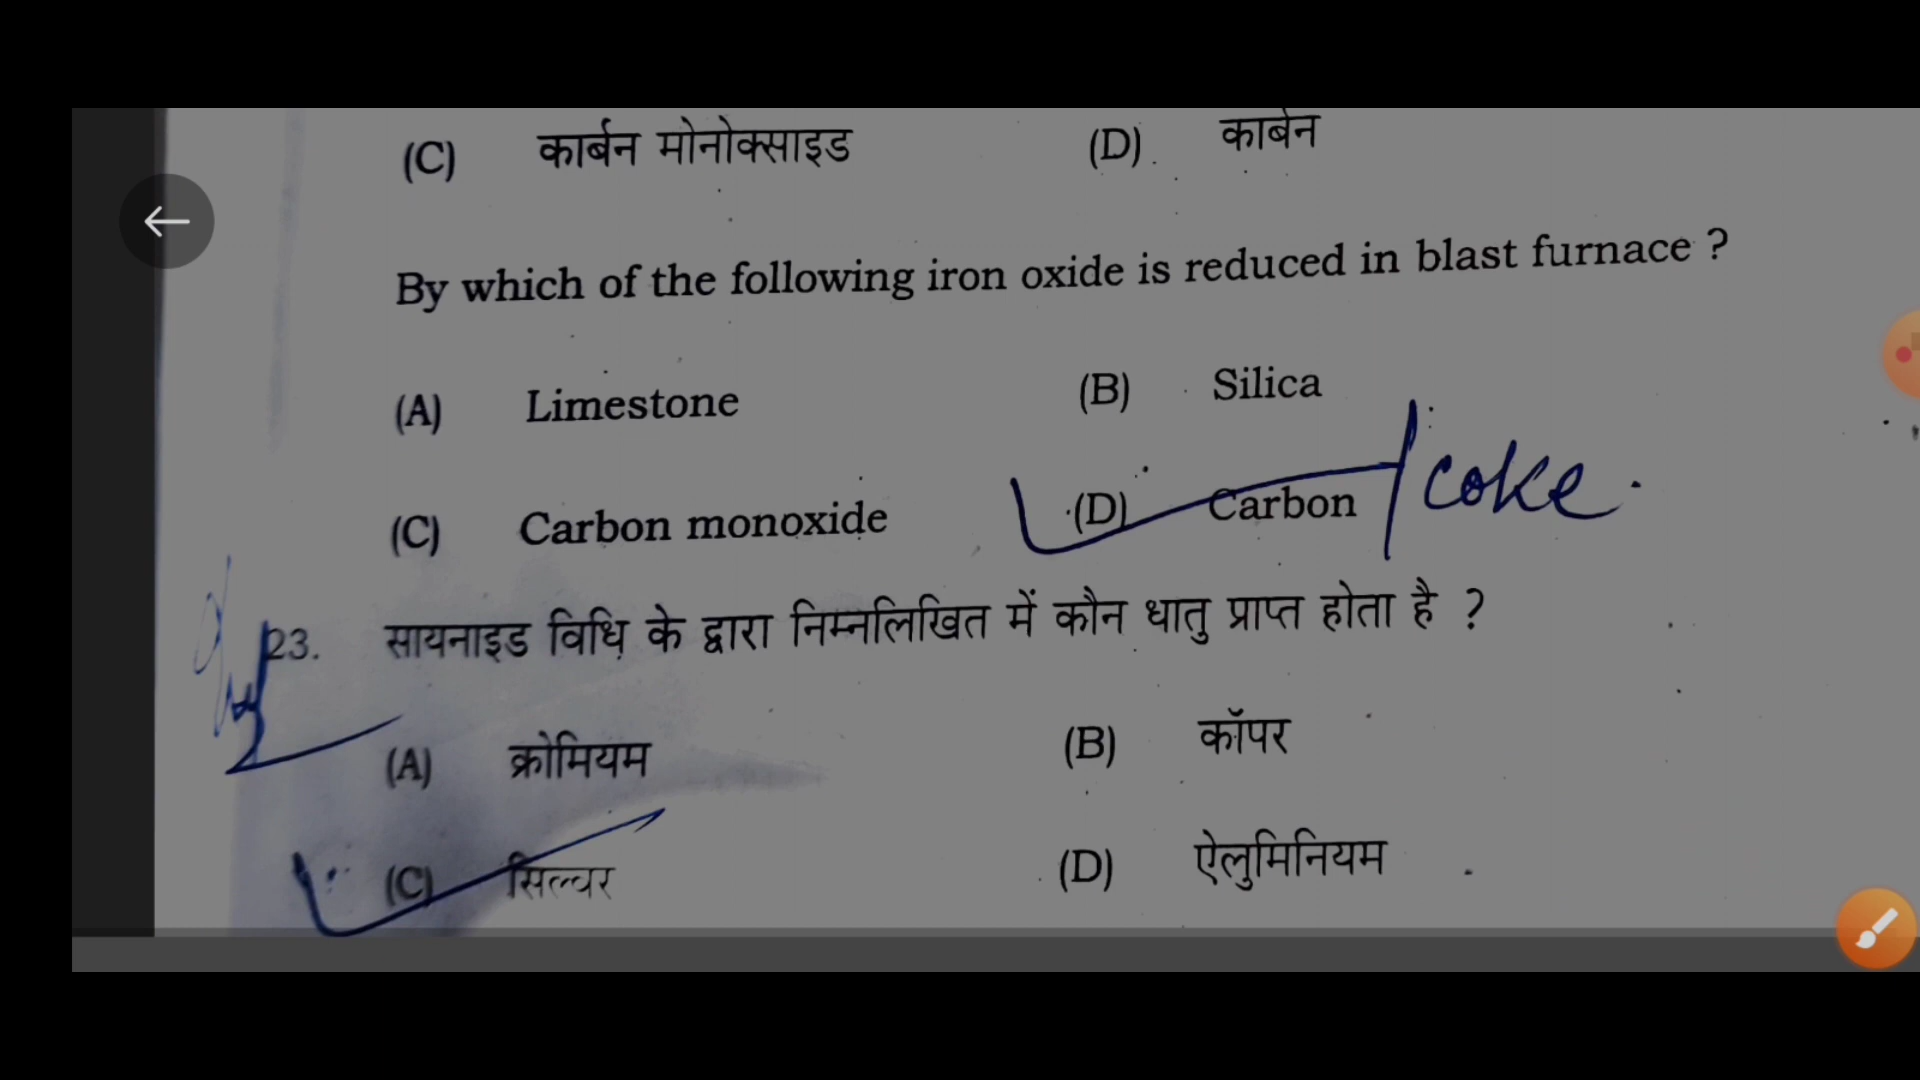 (C) कार्बन मोनोक्साइड (D) कार्बन
By which of the following iron oxide is reduced in blast furnace ?
(A) Limestone (B) Silica
(C) Carbon monoxide (D) Carbon / coke.
23. सायनाइड विधि के द्वारा निम्नलिखित में कौन धातु प्राप्त होता है ?
(A) क्रोमियम (B) कॉपर
(C) सिल्वर (D) ऐलुमिनियम